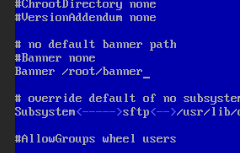 #ChrootDirectory none
#VersionAddendum none
# no default banner path
#Banner none
Banner /root/banner_
# override default of no subsystem
Subsystem<----->sftp<-->/usr/lib/
#AllowGroups wheel users